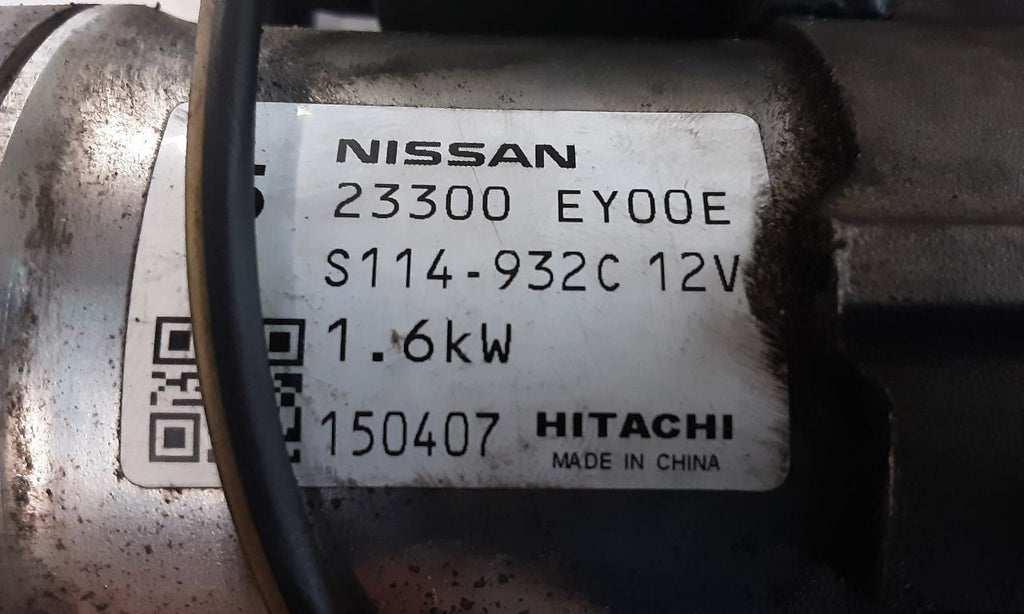 NISSAN
23300 EY00E
S114-932C 12V
1.6kW
150407 HITACHI
MADE IN CHINA